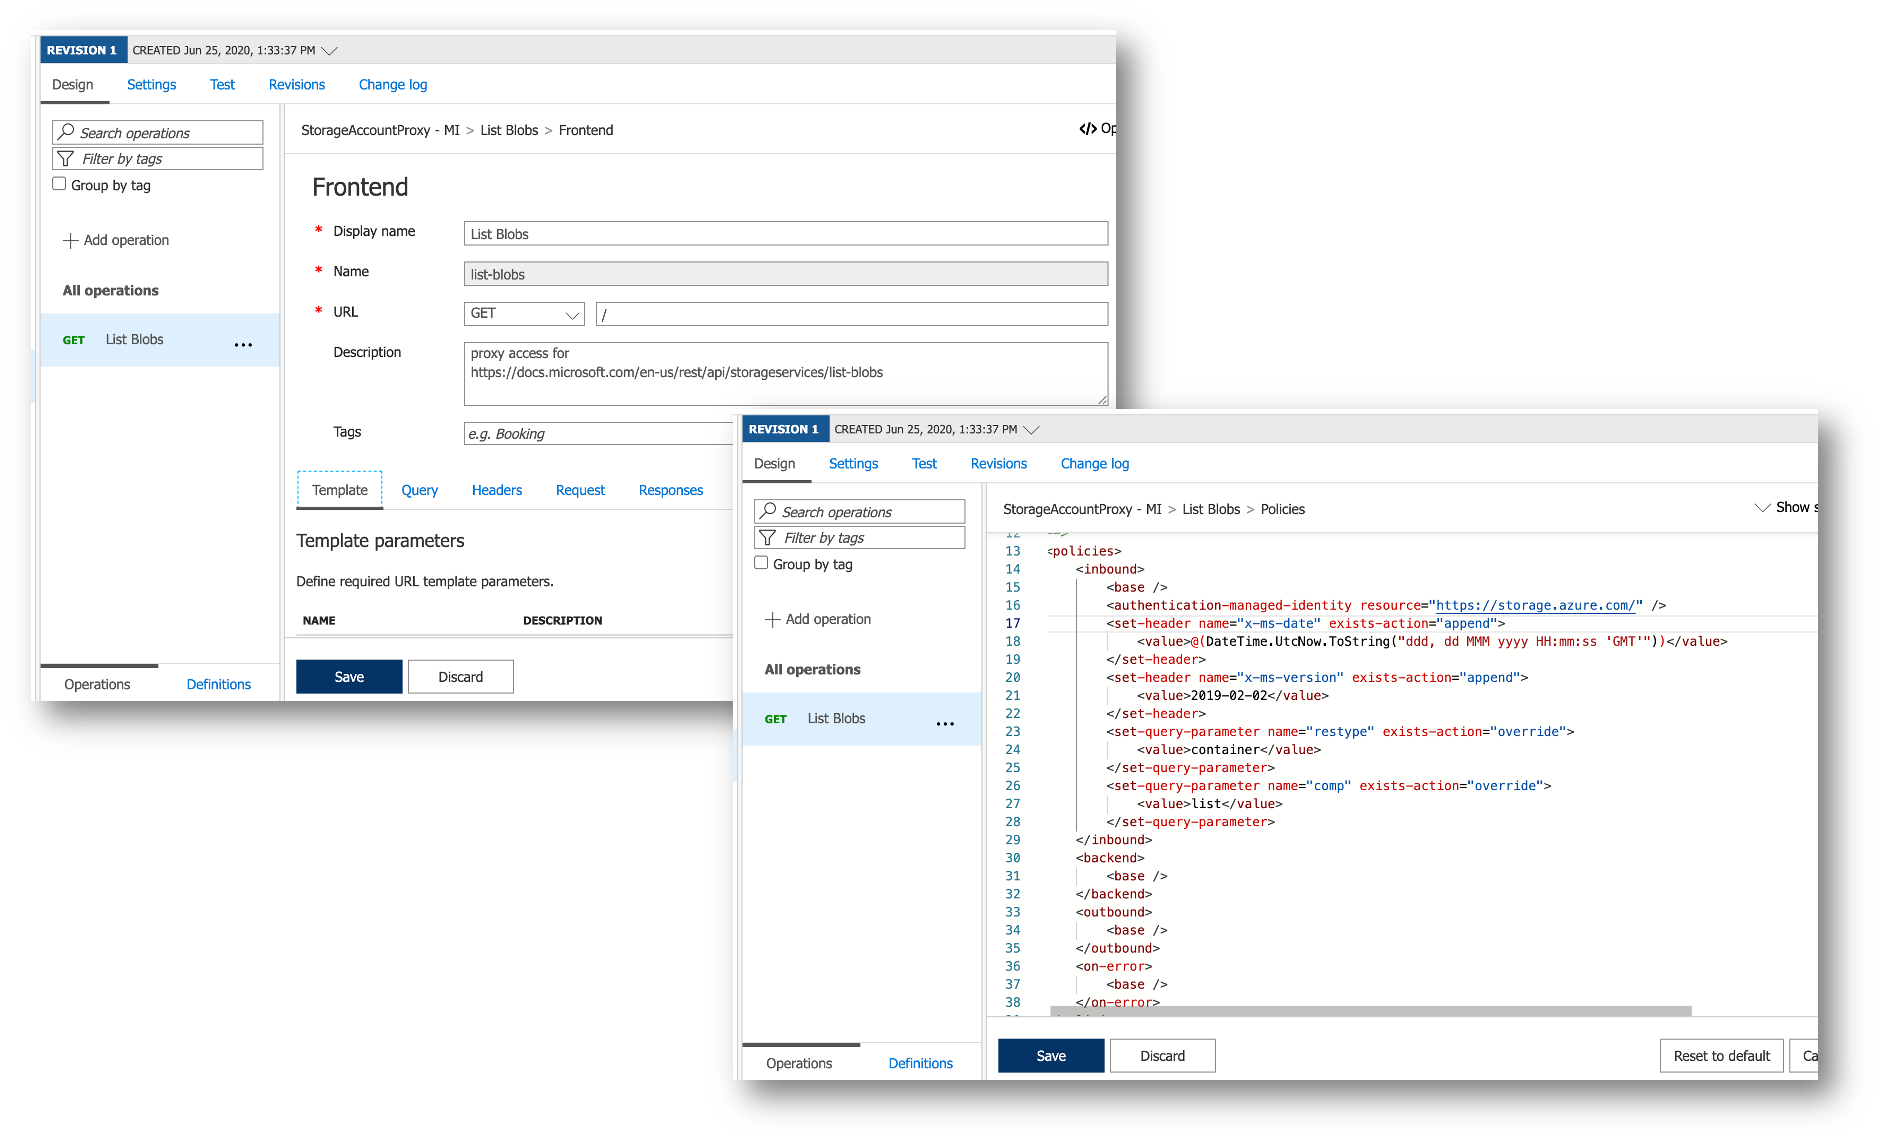 REVISION 1 CREATED Jun 25, 2020, 1:33:37 PM
Design Settings Test Revisions Change log
Search operations
Filter by tags
Group by tag
Add operation
All operations
GET List Blobs ...
Operations Definitions
StorageAccountProxy - MI > List Blobs > Frontend
</>
Frontend
* Display name List Blobs
* Name list-blobs
* URL GET /
Description proxy access for
https://docs.microsoft.com/en-us/rest/api/storageservices/list-blobs
Tags e.g. Booking
Template Query Headers Request Responses
Template parameters
Define required URL template parameters.
NAME DESCRIPTION
Save Discard
REVISION 1 CREATED Jun 25, 2020, 1:33:37 PM
Design Settings Test Revisions Change log
Search operations
Filter by tags
Group by tag
Add operation
All operations
GET List Blobs ...
Operations Definitions
StorageAccountProxy - MI > List Blobs > Policies
Show
12 -->
13 <policies>
14 <inbound>
15 <base />
16 <authentication-managed-identity resource="https://storage.azure.com/" />
17 <set-header name="x-ms-date" exists-action="append">
18 <value>@(DateTime.UtcNow.ToString("ddd, dd MMM yyyy HH:mm:ss 'GMT'"))</value>
19 </set-header>
20 <set-header name="x-ms-version" exists-action="append">
21 <value>2019-02-02</value>
22 </set-header>
23 <set-query-parameter name="restype" exists-action="override">
24 <value>container</value>
25 </set-query-parameter>
26 <set-query-parameter name="comp" exists-action="override">
27 <value>list</value>
28 </set-query-parameter>
29 </inbound>
30 <backend>
31 <base />
32 </backend>
33 <outbound>
34 <base />
35 </outbound>
36 <on-error>
37 <base />
38 </on-error>
Save Discard Reset to default